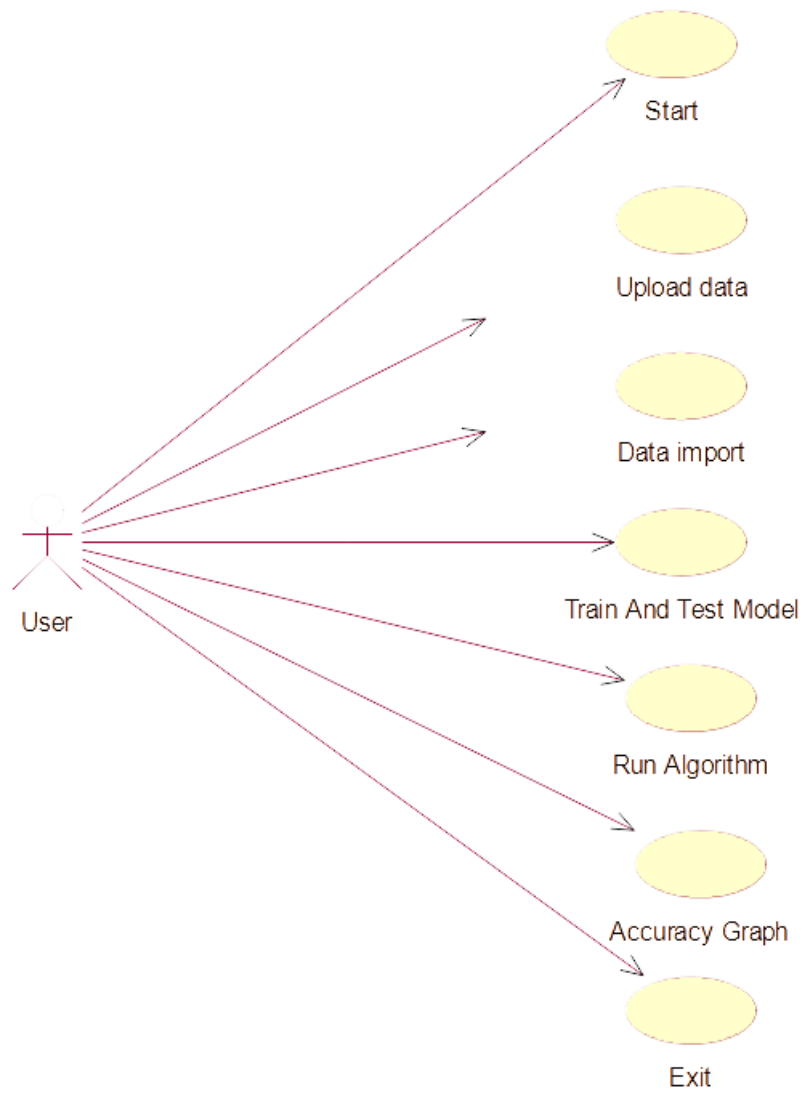 Start
Upload data
Data import
User
Train And Test Model
Run Algorithm
Accuracy Graph
Exit